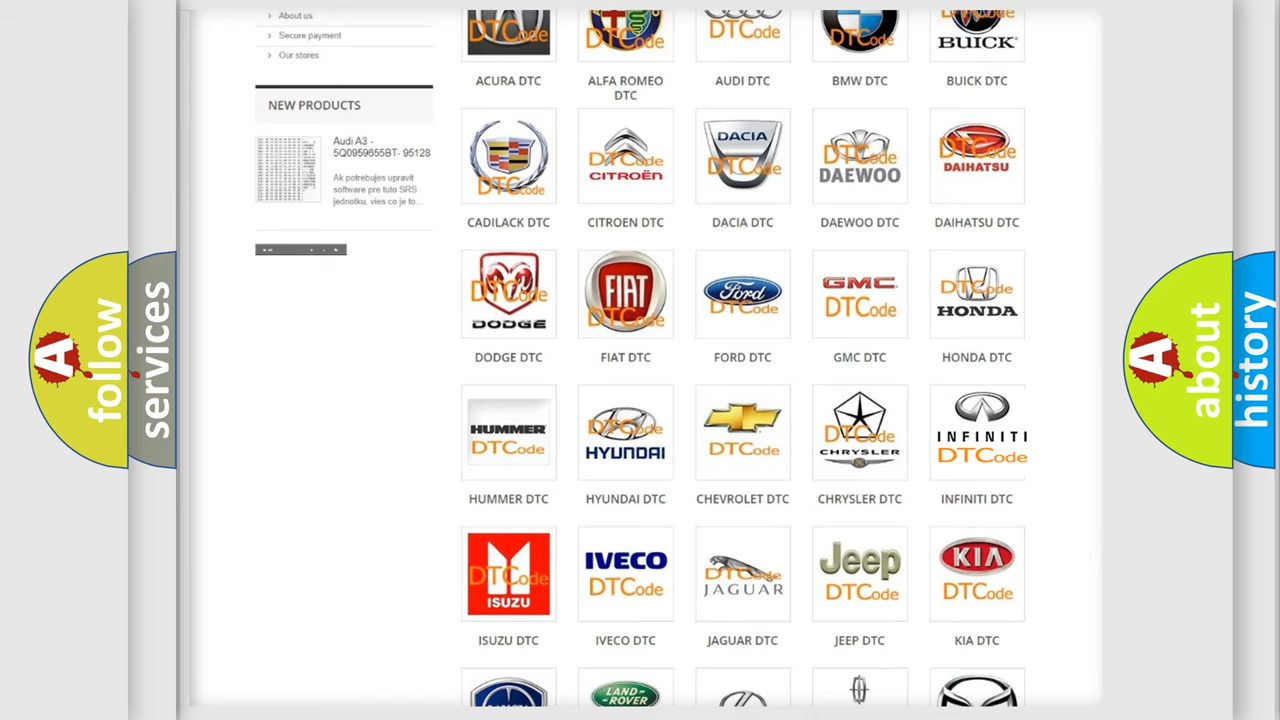 About us
Secure payment
Our stores
NEW PRODUCTS
Audi A3 -
5Q0959655BT- 95128
Ak potrebujes upravit
software pre tuto SRS
jednotku, vies co je to...
DTCode
DTCode
DTCode
DTCode
BUICK
ACURA DTC
ALFA ROMEO
DTC
AUDI DTC
BMW DTC
BUICK DTC
DTCode
DTCode
CITROËN
DACIA
DTCode
DTCode
DAEWOO
DTCode
DAIHATSU
CADILACK DTC
CITROEN DTC
DACIA DTC
DAEWOO DTC
DAIHATSU DTC
DTCode
DODGE
FIAT
DTCode
Ford
DTCode
GMC
DTCode
DTCode
HONDA
DODGE DTC
FIAT DTC
FORD DTC
GMC DTC
HONDA DTC
HUMMER
DTCode
DTCode
HYUNDAI
DTCode
DTCode
CHRYSLER
INFINITI
DTCode
HUMMER DTC
HYUNDAI DTC
CHEVROLET DTC
CHRYSLER DTC
INFINITI DTC
DTCode
ISUZU
IVECO
DTCode
DTCode
JAGUAR
Jeep
DTCode
KIA
DTCode
ISUZU DTC
IVECO DTC
JAGUAR DTC
JEEP DTC
KIA DTC
LAND-
ROVER
A
follow
services
A
about
history